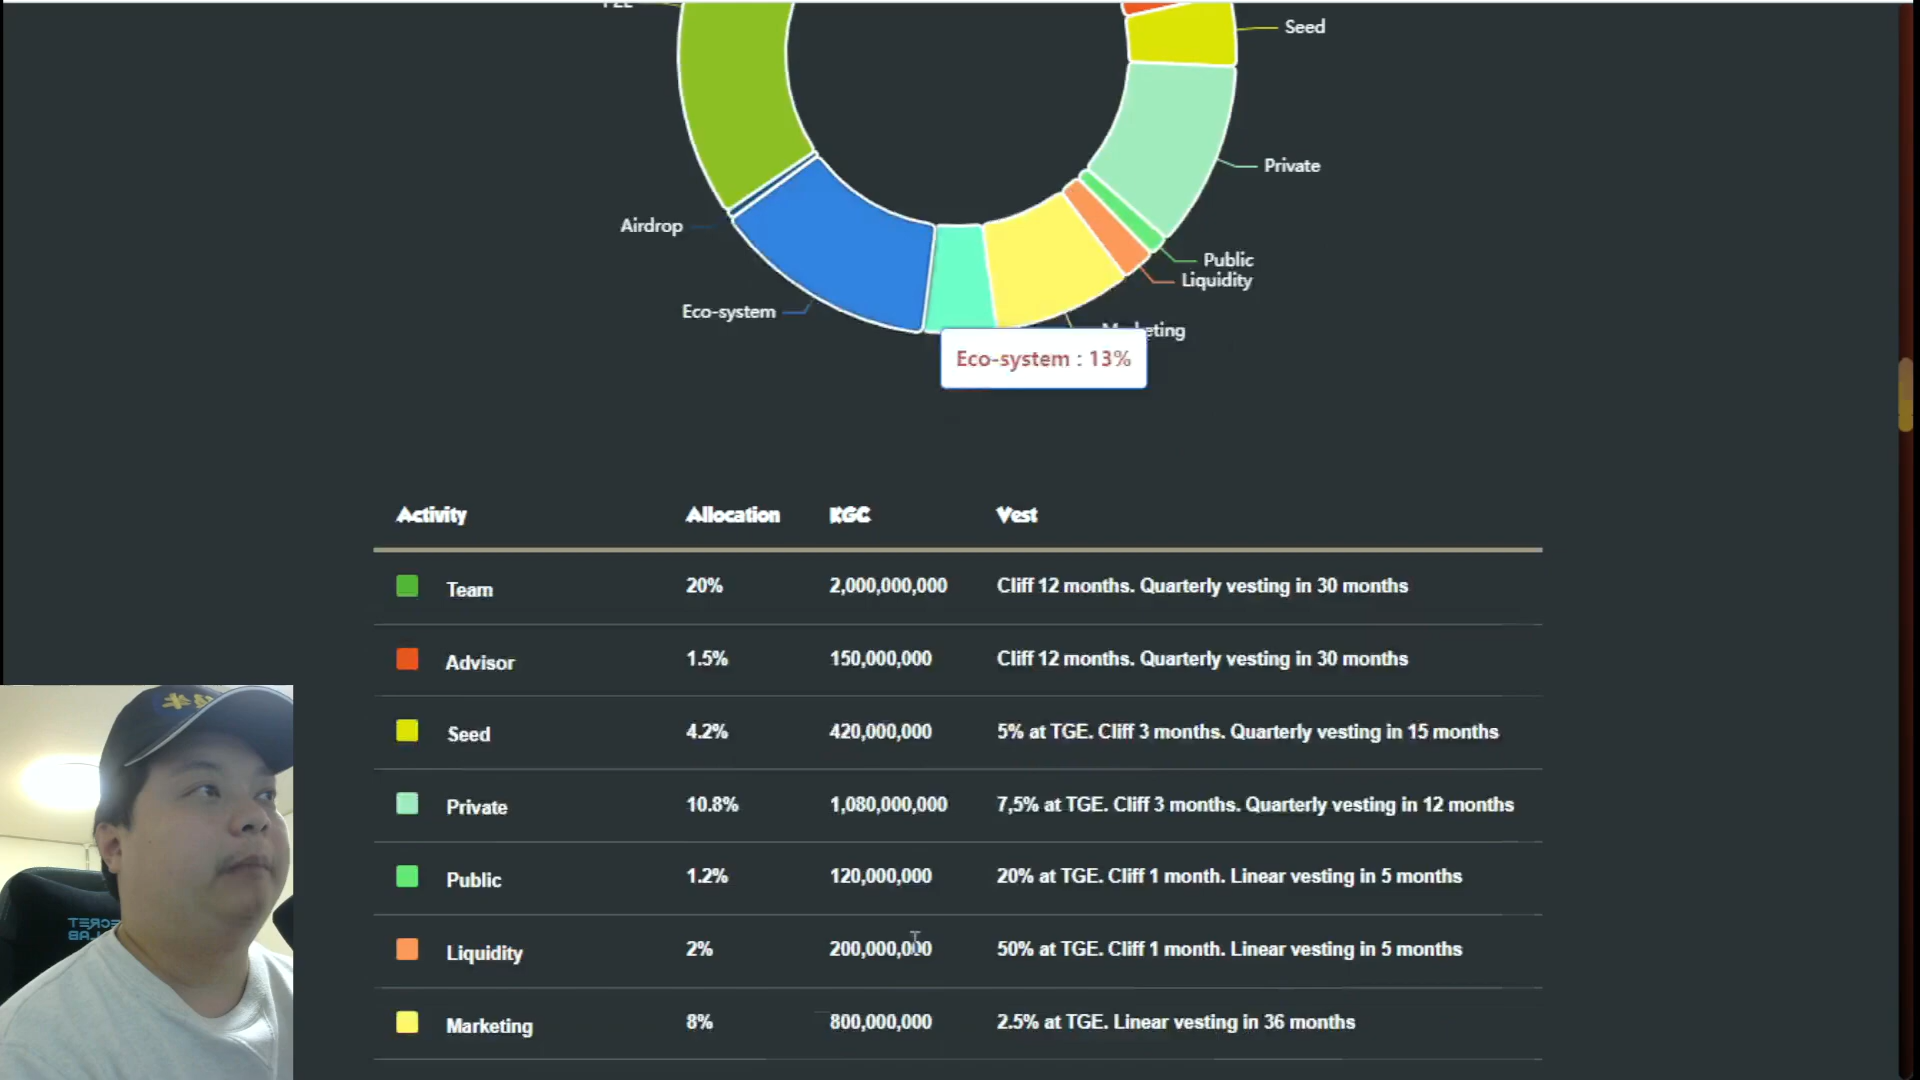 Seed
Private
Airdrop
Public
Liquidity
Eco-system
eting
Eco-system : 13%
Activity Allocation KGC Vest
Team 20% 2,000,000,000 Cliff 12 months. Quarterly vesting in 30 months
Advisor 1.5% 150,000,000 Cliff 12 months. Quarterly vesting in 30 months
Seed 4.2% 420,000,000 5% at TGE. Cliff 3 months. Quarterly vesting in 15 months
Private 10.8% 1,080,000,000 7,5% at TGE. Cliff 3 months. Quarterly vesting in 12 months
Public 1.2% 120,000,000 20% at TGE. Cliff 1 month. Linear vesting in 5 months
Liquidity 2% 200,000,000 50% at TGE. Cliff 1 month. Linear vesting in 5 months
Marketing 8% 800,000,000 2.5% at TGE. Linear vesting in 36 months